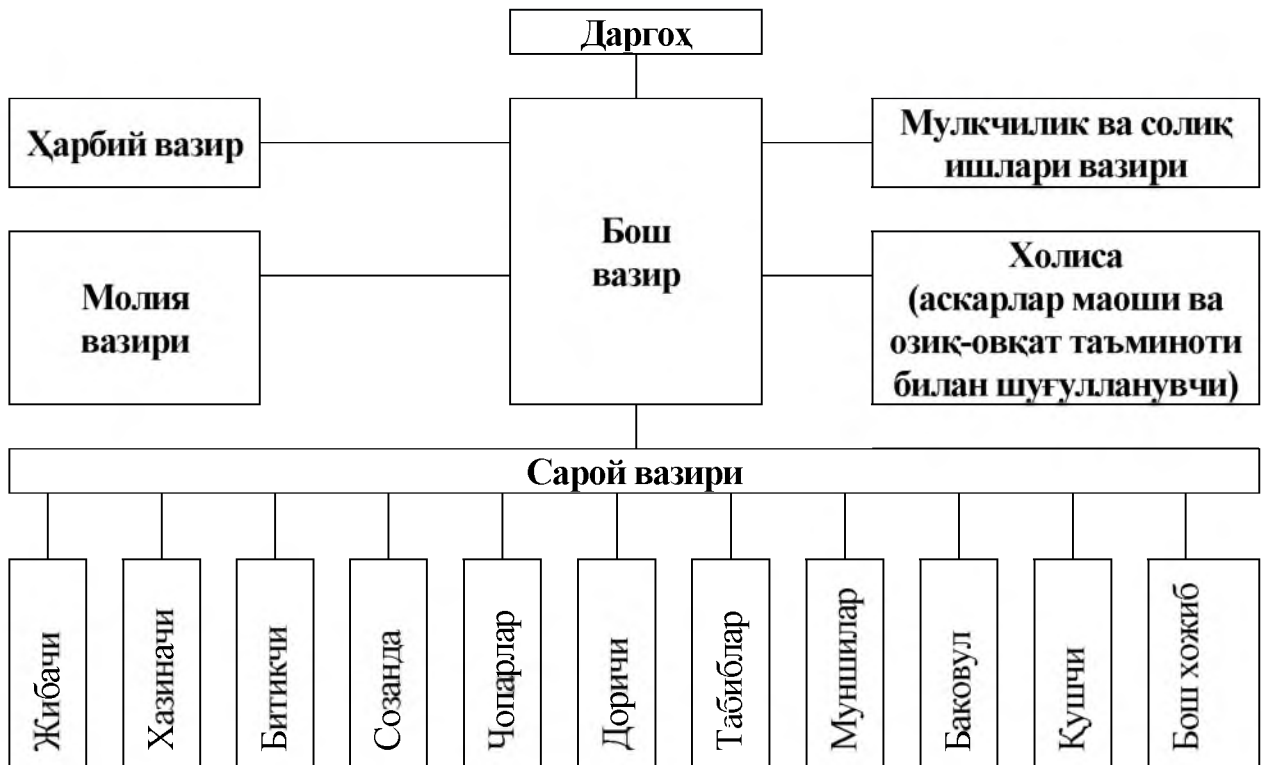 Даргоҳ
Ҳарбий вазир
Бош
вазир
Мулкчилик ва солиқ
ишлари вазири
Молия
вазири
Холиса
(аскарлар маоши ва
озиқ-овқат таъминоти
билан шуғулланувчи)
Сарой вазири
Жибачи
Хазиначи
Битикчи
Созанда
Чопарлар
Доричи
Табиблар
Муншилар
Баковул
Қушчи
Бош хожиб